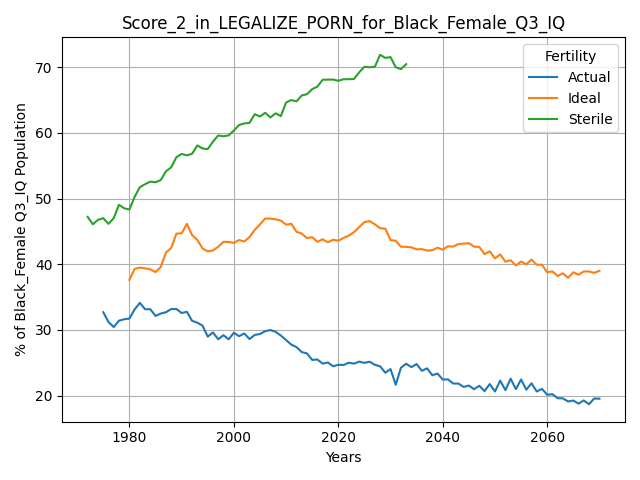 Score_2_in_LEGALIZE_PORN_for_Black_Female_Q3_IQ
% of Black_Female Q3_IQ Population
70
60
50
40
30
20
Fertility
Actual
Ideal
Sterile
1980
2000
2020
2040
2060
Years